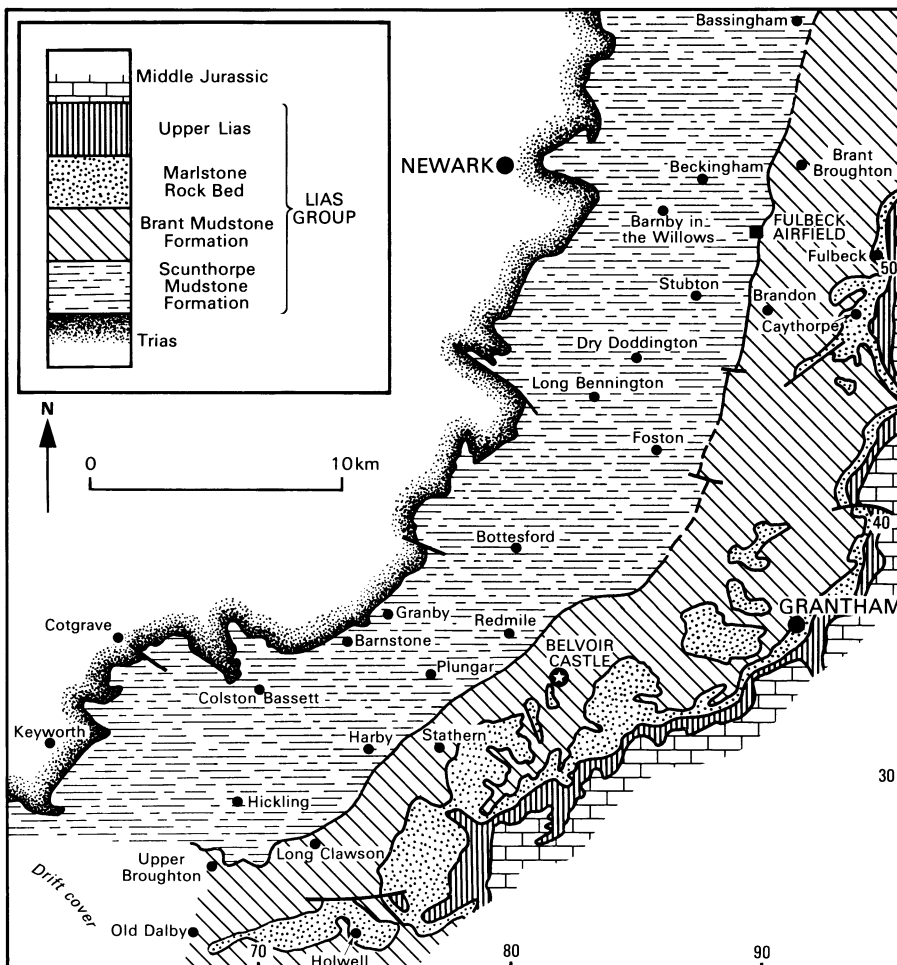 Middle Jurassic
Upper Lias
Marlstone
Rock Bed
Brant Mudstone
Formation
Scunthorpe
Mudstone
Formation
Trias
LIAS
GROUP
N
0
10km
Bassingham
NEWARK
Beckingham
Brant
Broughton
Barnby in
the Willows
FULBECK
AIRFIELD
Fulbeck
50
Stubton
Brandon
Caythorpe
Dry Doddington
Long Bennington
Foston
40
Bottesford
Granby
Redmile
GRANTHAM
Cotgrave
Barnstone
BELVOIR
CASTLE
Plungar
Colston Bassett
Keyworth
Harby
Stathern
30
Hickling
Long Clawson
Upper
Broughton
Drift cover
Old Dalby
Holwell
70
80
90